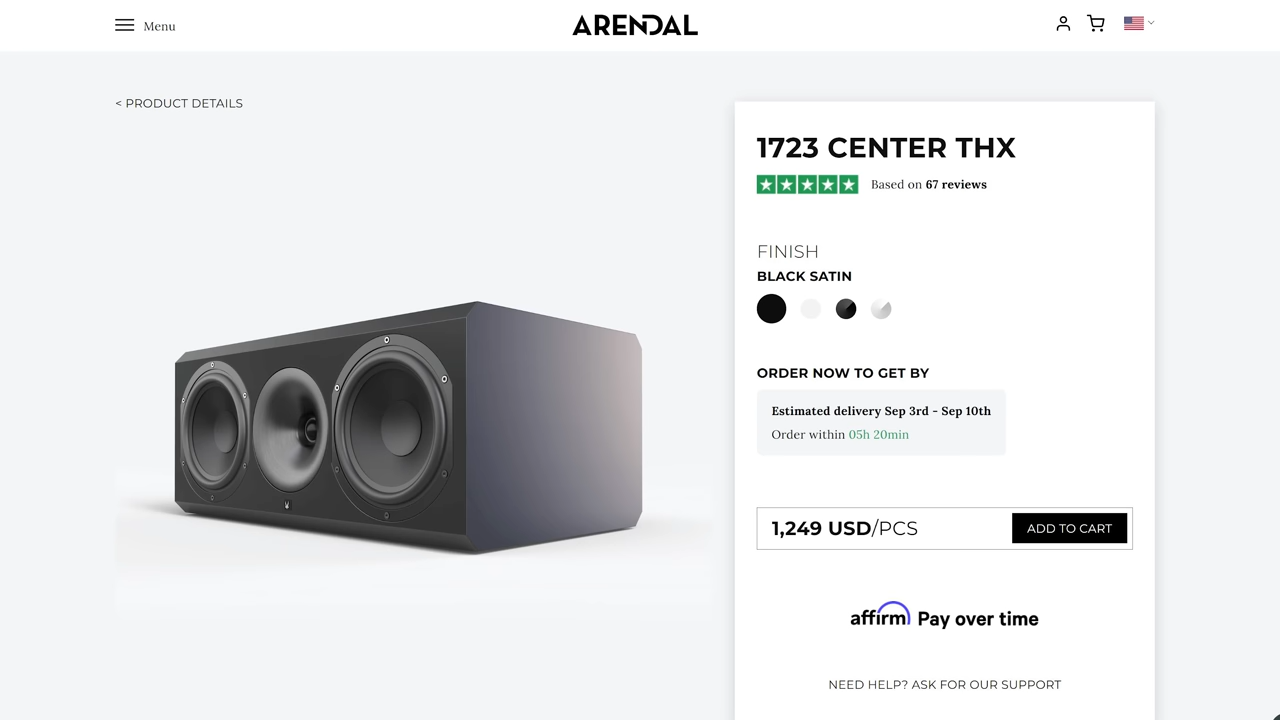 Menu
ARENDAL
< PRODUCT DETAILS
1723 CENTER THX
Based on 67 reviews
FINISH
BLACK SATIN
ORDER NOW TO GET BY
Estimated delivery Sep 3rd - Sep 10th
Order within 05h 20min
1,249 USD/PCS
ADD TO CART
affirm Pay over time
NEED HELP? ASK FOR OUR SUPPORT